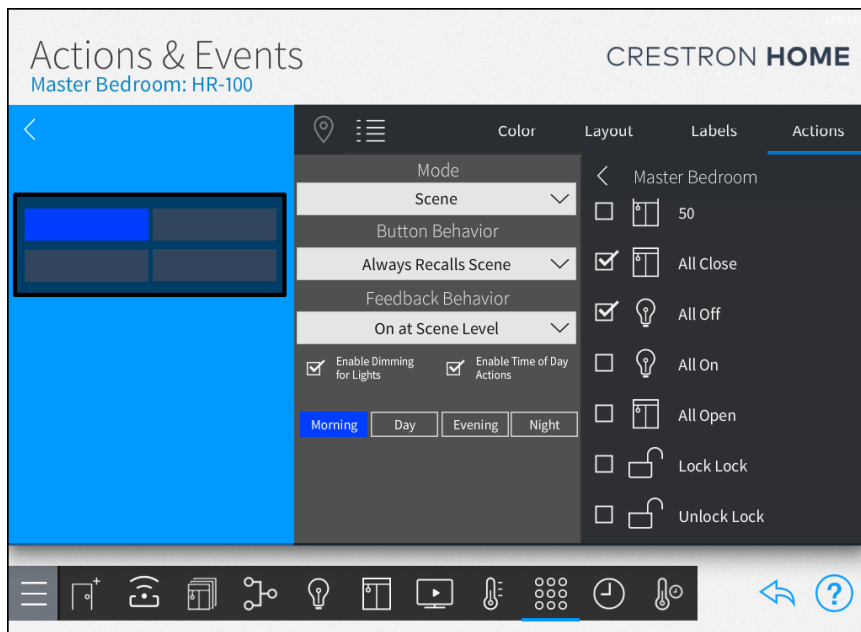 Actions & Events
CRESTRON HOME
Master Bedroom: HR-100
Color Layout Labels Actions
Mode
Scene
Button Behavior
Always Recalls Scene
Feedback Behavior
On at Scene Level
Enable Dimming
for Lights
Enable Time of Day
Actions
Morning Day Evening Night
Master Bedroom
50
All Close
All Off
All On
All Open
Lock Lock
Unlock Lock
?